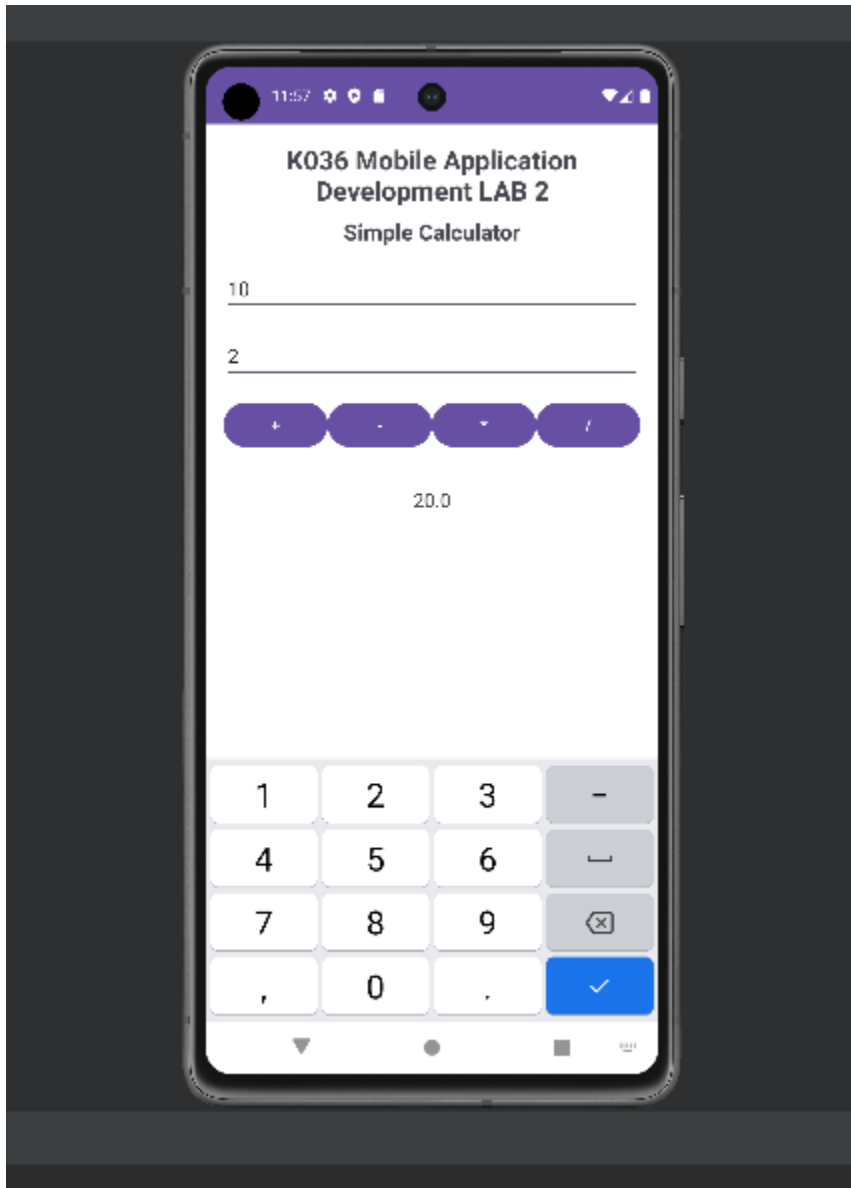 11:57
K036 Mobile Application
Development LAB 2
Simple Calculator
10
2
+ - * /
20.0
1 2 3 -
4 5 6
7 8 9
, 0 .